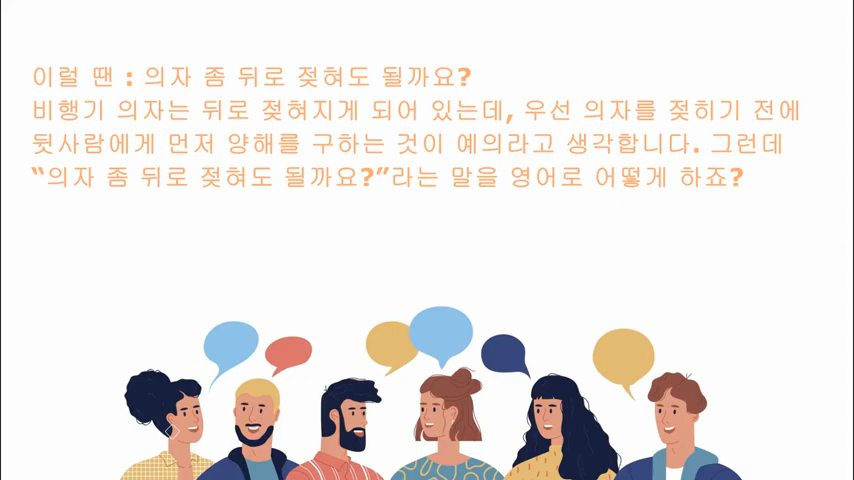 이럴 땐 : 의자 좀 뒤로 젖혀도 될까요?
비행기 의자는 뒤로 젖혀지게 되어 있는데, 우선 의자를 젖히기 전에
뒷사람에게 먼저 양해를 구하는 것이 예의라고 생각합니다. 그런데
“의자 좀 뒤로 젖혀도 될까요?”라는 말을 영어로 어떻게 하죠?